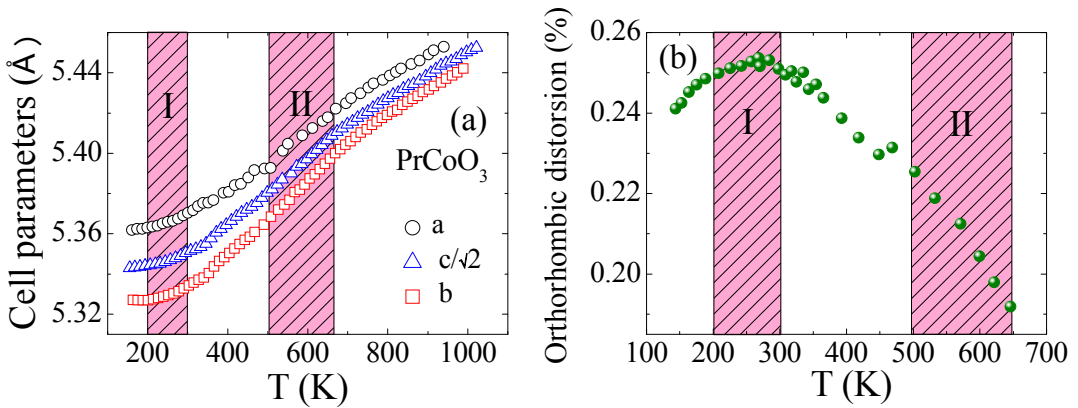 Cell parameters (Å)
5.44
5.40
5.36
5.32
I
II
(a)
PrCoO₃
a
c/√2
b
200 400 600 800 1000
T (K)
Orthorhombic distorsion (%)
0.26
0.24
0.22
0.20
(b)
I
II
100 200 300 400 500 600 700
T (K)